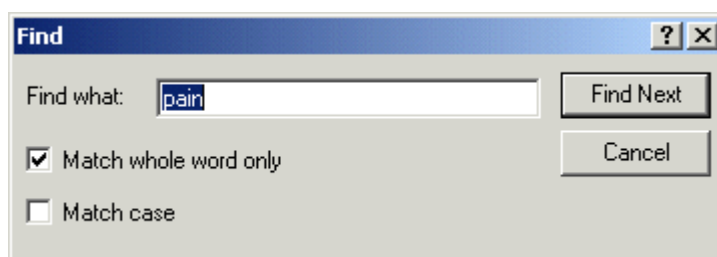 Find
Find what: pain Find Next
Match whole word only Cancel
Match case